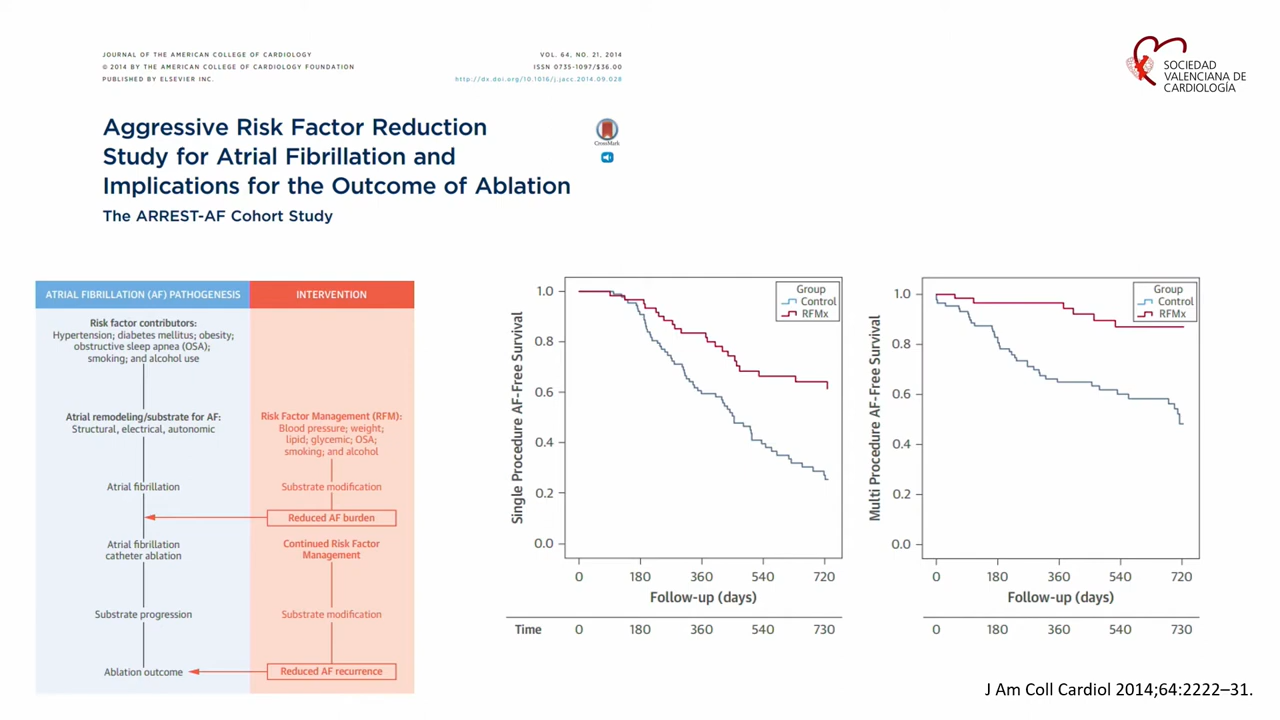 JOURNAL OF THE AMERICAN COLLEGE OF CARDIOLOGY
© 2014 BY THE AMERICAN COLLEGE OF CARDIOLOGY FOUNDATION
PUBLISHED BY ELSEVIER INC.
VOL. 64, NO. 21, 2014
ISSN 0735-1097/$36.00
http://dx.doi.org/10.1016/j.jacc.2014.09.028
SOCIEDAD
VALENCIANA DE
CARDIOLOGÍA
Aggressive Risk Factor Reduction
Study for Atrial Fibrillation and
Implications for the Outcome of Ablation
The ARREST-AF Cohort Study
CrossMark
ATRIAL FIBRILLATION (AF) PATHOGENESIS
Risk factor contributors:
Hypertension; diabetes mellitus; obesity;
obstructive sleep apnea (OSA);
smoking; and alcohol use
Atrial remodeling/substrate for AF:
Structural, electrical, autonomic
Atrial fibrillation
Atrial fibrillation
catheter ablation
Substrate progression
Ablation outcome
INTERVENTION
Risk Factor Management (RFM):
Blood pressure; weight;
lipid; glycemic; OSA;
smoking; and alcohol
Substrate modification
Reduced AF burden
Continued Risk Factor
Management
Substrate modification
Reduced AF recurrence
Single Procedure AF-Free Survival
1.0
0.8
0.6
0.4
0.2
0.0
Group
Control
RFMx
0 180 360 540 720
Follow-up (days)
Time 0 180 360 540 730
Multi Procedure AF-Free Survival
1.0
0.8
0.6
0.4
0.2
0.0
Group
Control
RFMx
0 180 360 540 720
Follow-up (days)
0 180 360 540 730
J Am Coll Cardiol 2014;64:2222–31.